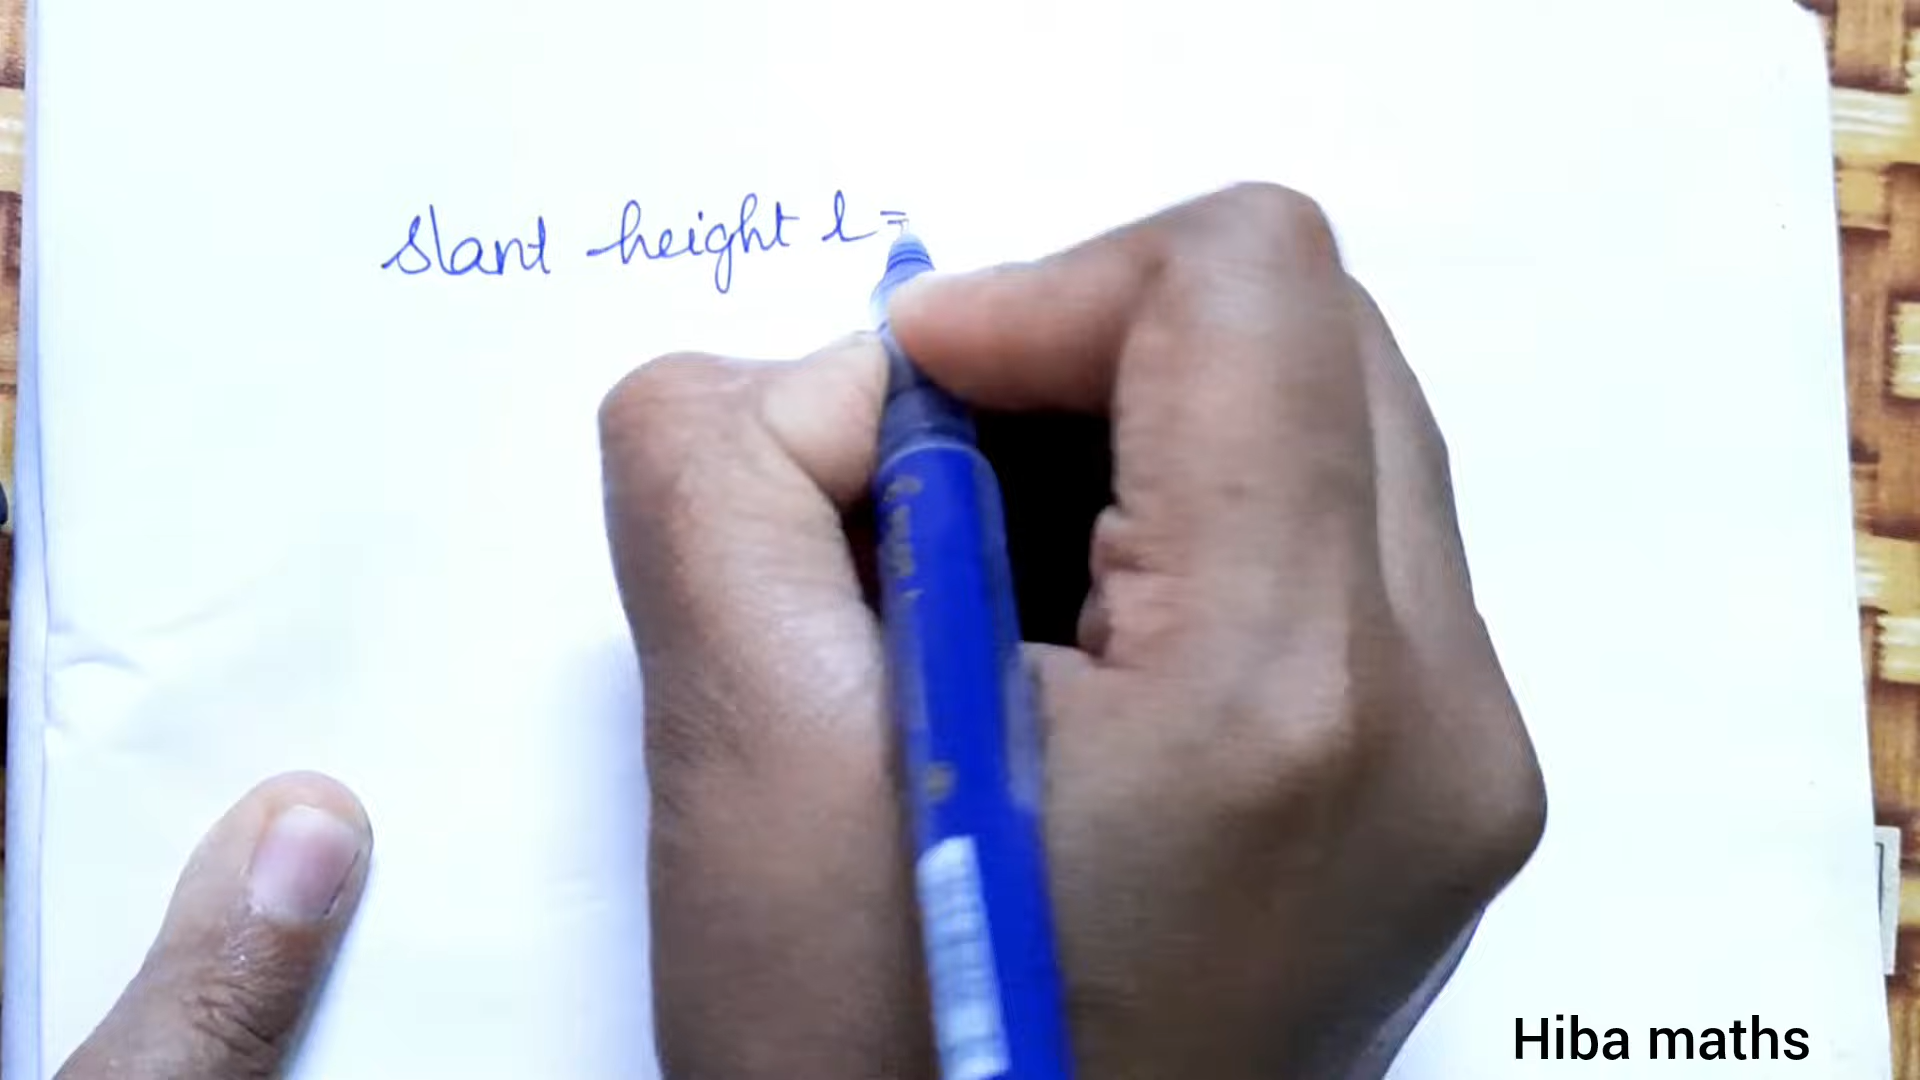 slant height l =
Hiba maths